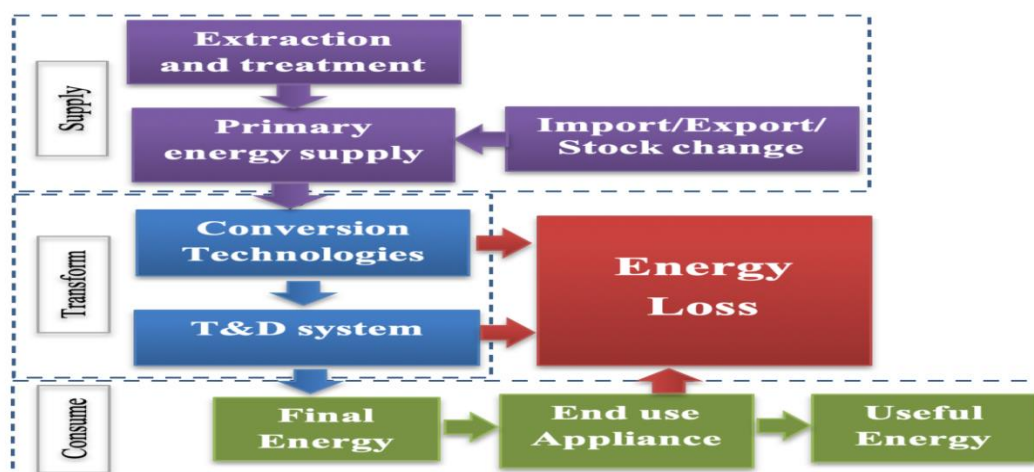 Supply
Extraction
and treatment
Primary
energy supply
Import/Export/
Stock change
Transform
Conversion
Technologies
Energy
Loss
T&D system
Consume
Final
Energy
End use
Appliance
Useful
Energy